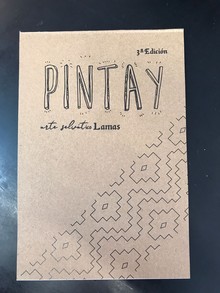 3ª Edición
PINTAY
arte selvático Lamas